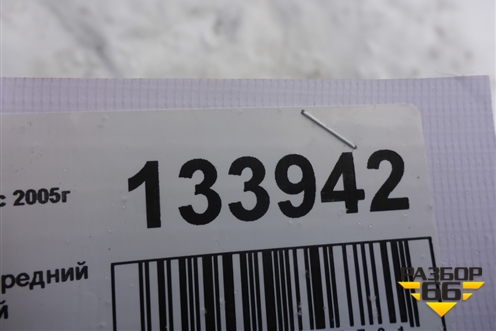 133942
с 2005г
редний
й
РАЗБОР
66